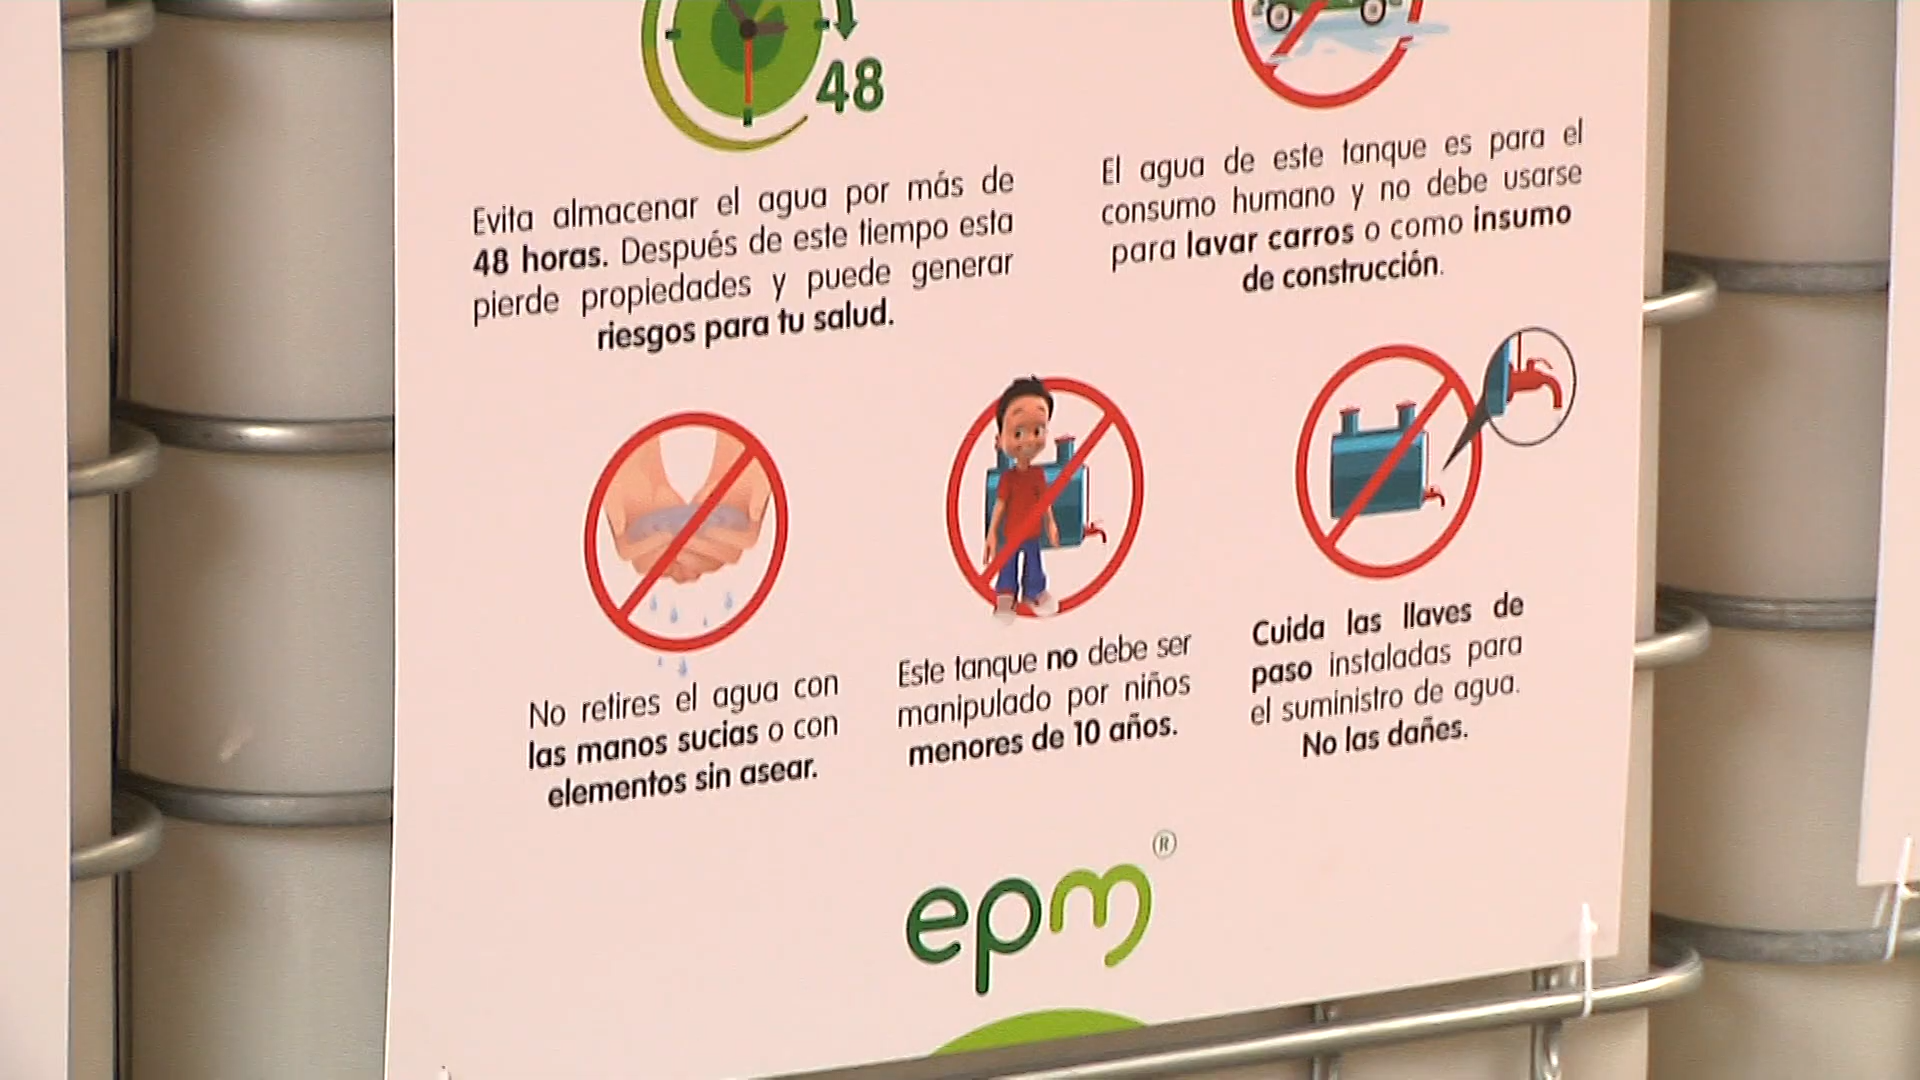 48
Evita almacenar el agua por más de
48 horas. Después de este tiempo esta
pierde propiedades y puede generar
riesgos para tu salud.
El agua de este tanque es para el
consumo humano y no debe usarse
para lavar carros o como insumo
de construcción.
No retires el agua con
las manos sucias o con
elementos sin asear.
Este tanque no debe ser
manipulado por niños
menores de 10 años.
Cuida las llaves de
paso instaladas para
el suministro de agua.
No las dañes.
epm®